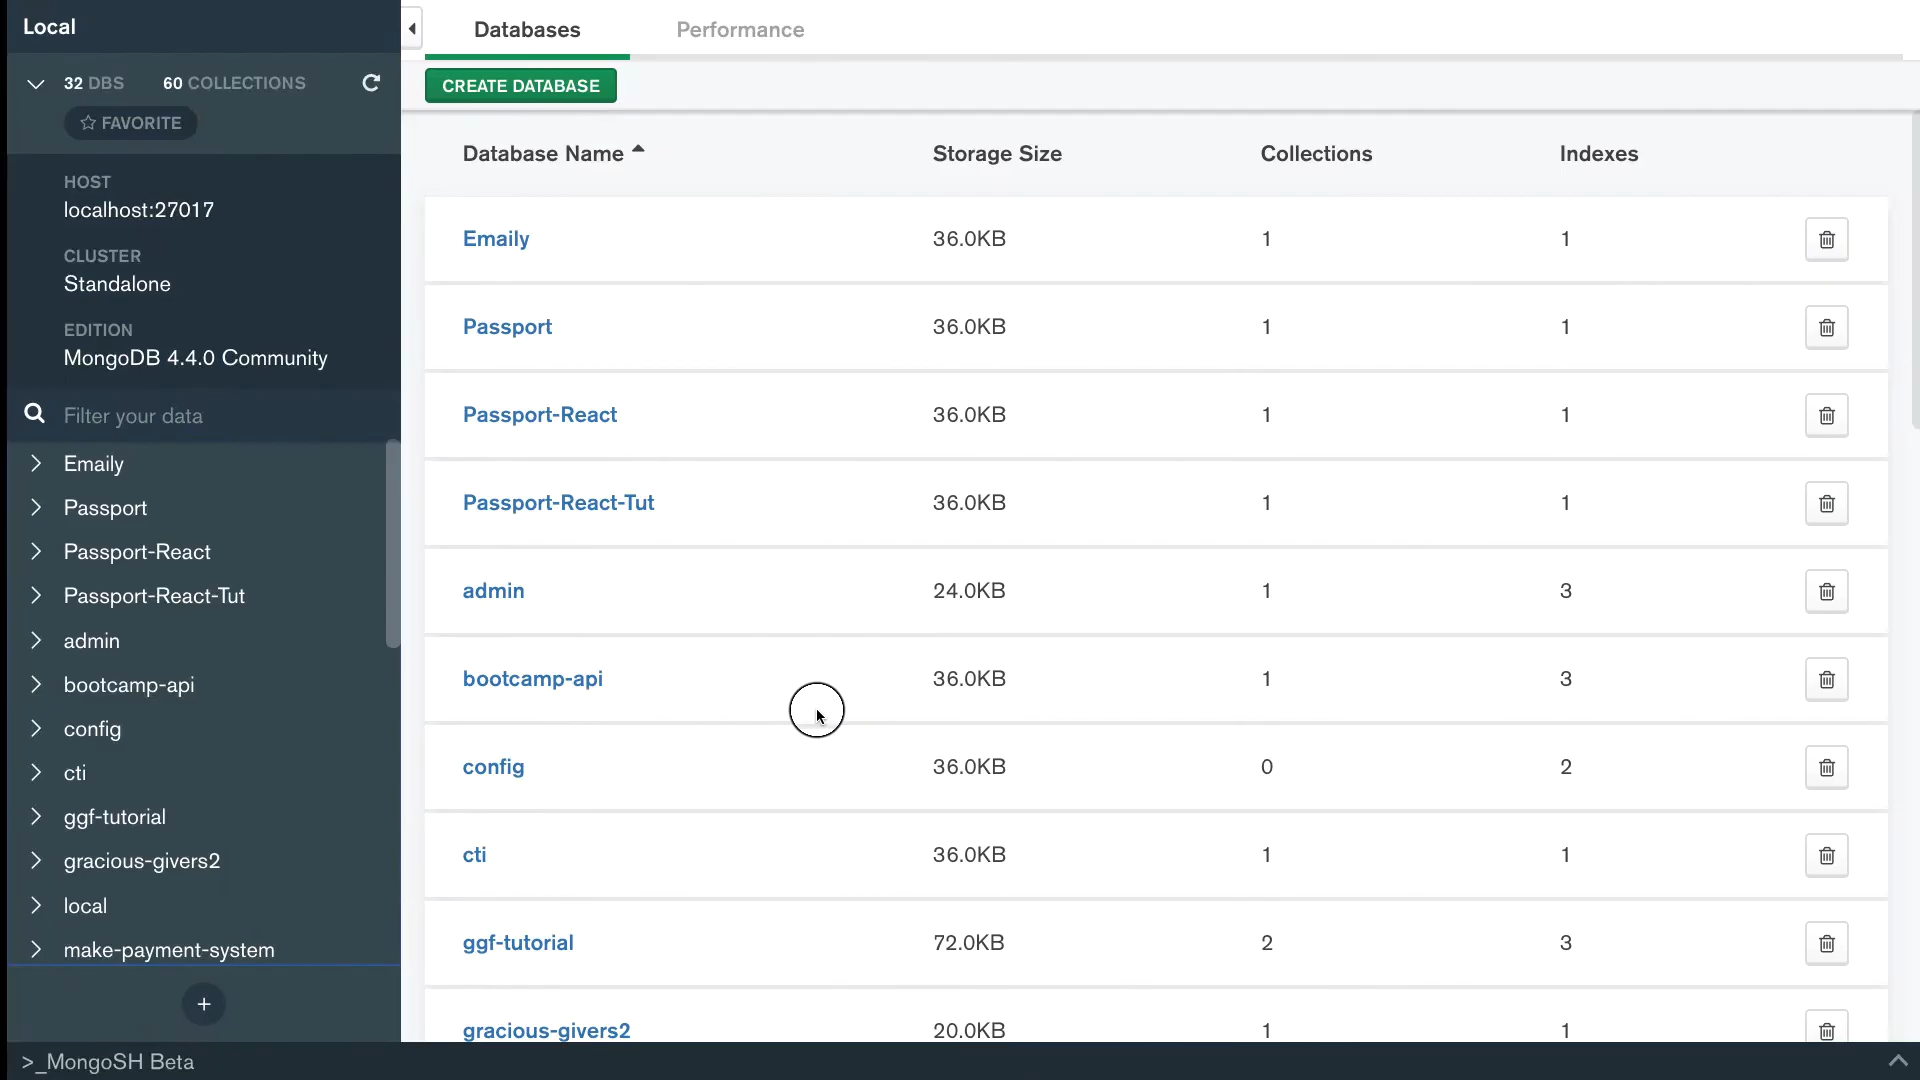 Local
32 DBS 60 COLLECTIONS
FAVORITE
HOST
localhost:27017
CLUSTER
Standalone
EDITION
MongoDB 4.4.0 Community
Filter your data
Emaily
Passport
Passport-React
Passport-React-Tut
admin
bootcamp-api
config
cti
ggf-tutorial
gracious-givers2
local
make-payment-system
+
Databases Performance
CREATE DATABASE
Database Name Storage Size Collections Indexes
Emaily 36.0KB 1 1
Passport 36.0KB 1 1
Passport-React 36.0KB 1 1
Passport-React-Tut 36.0KB 1 1
admin 24.0KB 1 3
bootcamp-api 36.0KB 1 3
config 36.0KB 0 2
cti 36.0KB 1 1
ggf-tutorial 72.0KB 2 3
gracious-givers2 20.0KB 1 1
>_MongoSH Beta